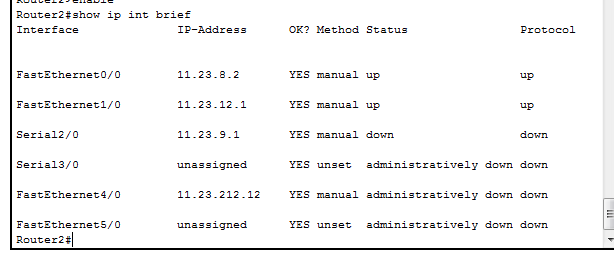 Router2>enable
Router2#show ip int brief
Interface IP-Address OK? Method Status Protocol
FastEthernet0/0 11.23.8.2 YES manual up up
FastEthernet1/0 11.23.12.1 YES manual up up
Serial2/0 11.23.9.1 YES manual down down
Serial3/0 unassigned YES unset administratively down down
FastEthernet4/0 11.23.212.12 YES manual administratively down down
FastEthernet5/0 unassigned YES unset administratively down down
Router2#